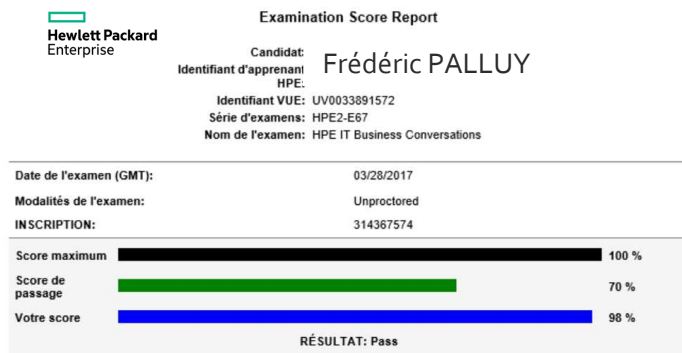 Hewlett Packard
Enterprise
Examination Score Report
Candidat:
Frédéric PALLUY
Identifiant d'apprenant
HPE:
Identifiant VUE: UV0033891572
Série d'examens: HPE2-E67
Nom de l'examen: HPE IT Business Conversations
Date de l'examen (GMT): 03/28/2017
Modalités de l'examen: Unproctored
INSCRIPTION: 314367574
Score maximum 100 %
Score de
passage 70 %
Votre score 98 %
RÉSULTAT: Pass